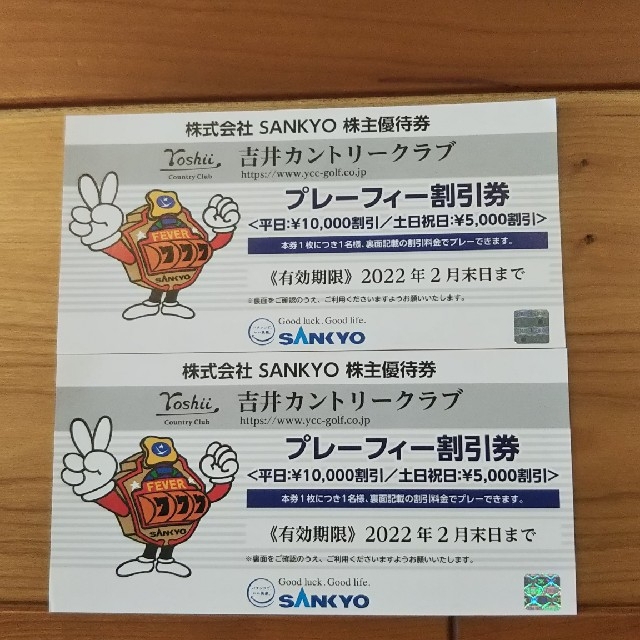 株式会社 SANKYO 株主優待券
Yoshii
Country Club
吉井カントリークラブ
https://www.ycc-golf.co.jp
プレーフィー割引券
<平日:¥10,000割引/土日祝日:¥5,000割引>
本券1枚につき1名様、裏面記載の割引料金でプレーできます。
《有効期限》2022年2月末日まで
※裏面をご確認のうえ、ご利用くださいますようお願いいたします。
FEVER
777
SANKYO
Good luck. Good life.
SANKYO
株式会社 SANKYO 株主優待券
Yoshii
Country Club
吉井カントリークラブ
https://www.ycc-golf.co.jp
プレーフィー割引券
<平日:¥10,000割引/土日祝日:¥5,000割引>
本券1枚につき1名様、裏面記載の割引料金でプレーできます。
《有効期限》2022年2月末日まで
※裏面をご確認のうえ、ご利用くださいますようお願いいたします。
FEVER
777
SANKYO
Good luck. Good life.
SANKYO